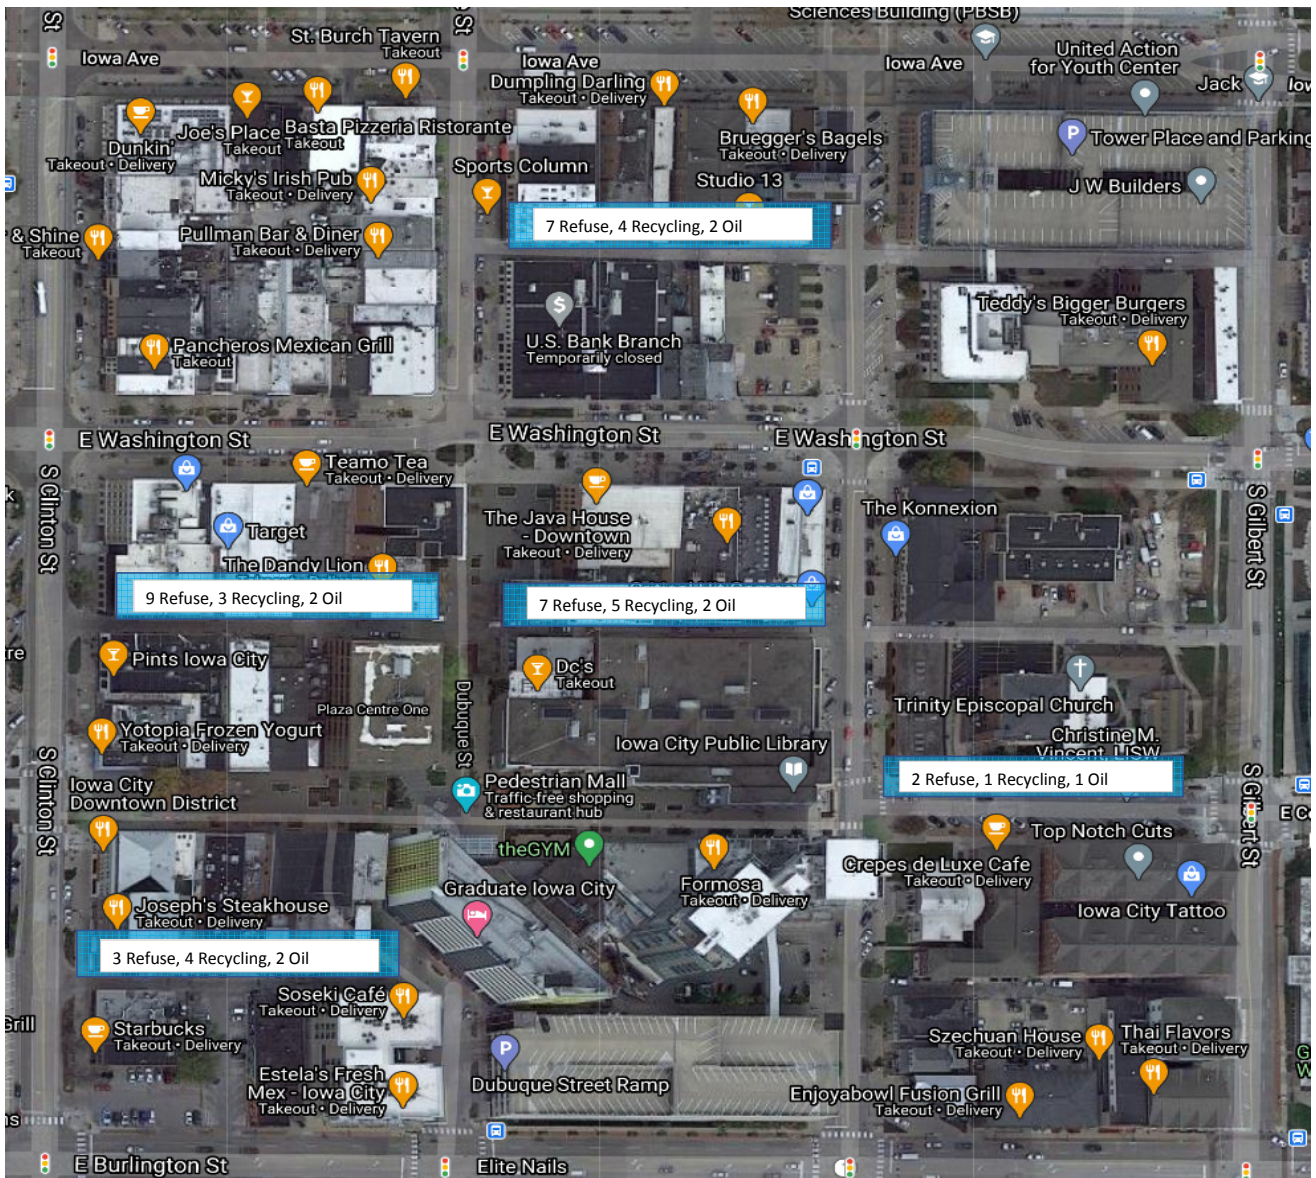 St
Iowa Ave
St. Burch Tavern
Takeout
St
Iowa Ave
Sciences Building (PBSB)
Iowa Ave
United Action
for Youth Center
Jack
Dumpling Darling
Takeout • Delivery
Dunkin'
Takeout • Delivery
Joe's Place
Takeout
Basta Pizzeria Ristorante
Takeout
Bruegger's Bagels
Takeout • Delivery
P
Tower Place and Parking
Micky's Irish Pub
Takeout • Delivery
Sports Column
Studio 13
J W Builders
& Shine
Takeout
Pullman Bar & Diner
Takeout • Delivery
7 Refuse, 4 Recycling, 2 Oil
Pancheros Mexican Grill
Takeout
$
U.S. Bank Branch
Temporarily closed
Teddy's Bigger Burgers
Takeout • Delivery
E Washington St
E Washington St
E Washington St
S Clinton St
Teamo Tea
Takeout • Delivery
Target
The Dandy Lion
The Java House
- Downtown
Takeout • Delivery
The Konnexion
S Gilbert St
9 Refuse, 3 Recycling, 2 Oil
7 Refuse, 5 Recycling, 2 Oil
Pints Iowa City
Plaza Centre One
Dubuque St
Dc's
Takeout
Trinity Episcopal Church
Christine M.
Vincent, LISW
Yotopia Frozen Yogurt
Takeout • Delivery
Iowa City Public Library
S Clinton St
Iowa City
Downtown District
Pedestrian Mall
Traffic-free shopping
& restaurant hub
2 Refuse, 1 Recycling, 1 Oil
S Gilbert St
theGYM
Graduate Iowa City
Formosa
Takeout • Delivery
Crepes de Luxe Cafe
Takeout • Delivery
Top Notch Cuts
Iowa City Tattoo
Joseph's Steakhouse
Takeout • Delivery
3 Refuse, 4 Recycling, 2 Oil
Soseki Café
Takeout • Delivery
Starbucks
Takeout • Delivery
Grill
Estela's Fresh
Mex - Iowa City
Takeout • Delivery
P
Dubuque Street Ramp
Szechuan House
Takeout • Delivery
Thai Flavors
Takeout • Delivery
Enjoyabowl Fusion Grill
Takeout • Delivery
E Burlington St
Elite Nails